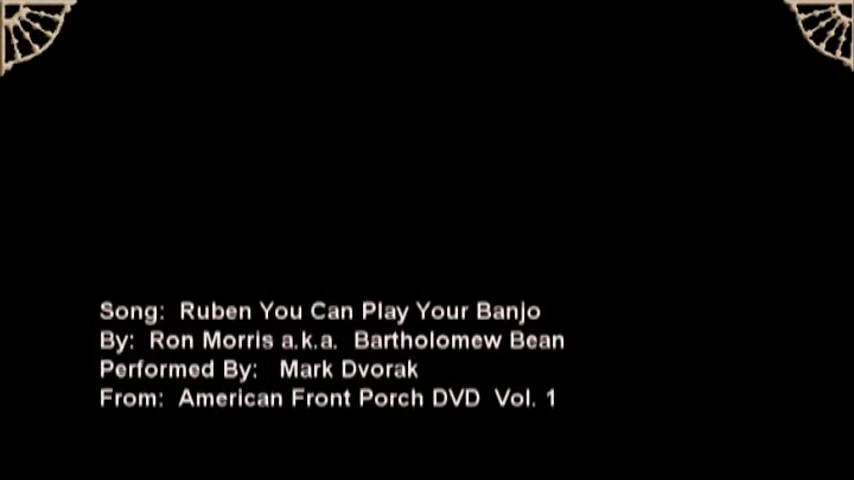 Song: Ruben You Can Play Your Banjo
By: Ron Morris a.k.a. Bartholomew Bean
Performed By: Mark Dvorak
From: American Front Porch DVD Vol. 1